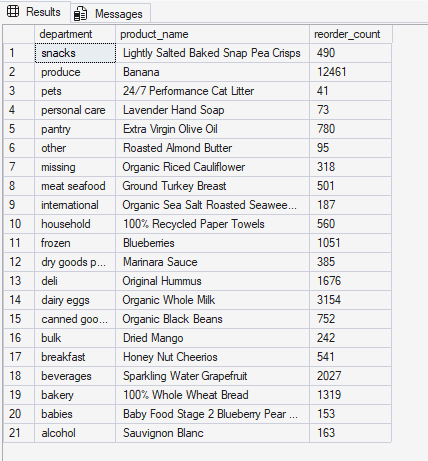 Results Messages
department product_name reorder_count
1 snacks Lightly Salted Baked Snap Pea Crisps 490
2 produce Banana 12461
3 pets 24/7 Performance Cat Litter 41
4 personal care Lavender Hand Soap 73
5 pantry Extra Virgin Olive Oil 780
6 other Roasted Almond Butter 95
7 missing Organic Riced Cauliflower 318
8 meat seafood Ground Turkey Breast 501
9 international Organic Sea Salt Roasted Seawee... 187
10 household 100% Recycled Paper Towels 560
11 frozen Blueberries 1051
12 dry goods p... Marinara Sauce 385
13 deli Original Hummus 1676
14 dairy eggs Organic Whole Milk 3154
15 canned goo... Organic Black Beans 752
16 bulk Dried Mango 242
17 breakfast Honey Nut Cheerios 541
18 beverages Sparkling Water Grapefruit 2027
19 bakery 100% Whole Wheat Bread 1319
20 babies Baby Food Stage 2 Blueberry Pear ... 153
21 alcohol Sauvignon Blanc 163